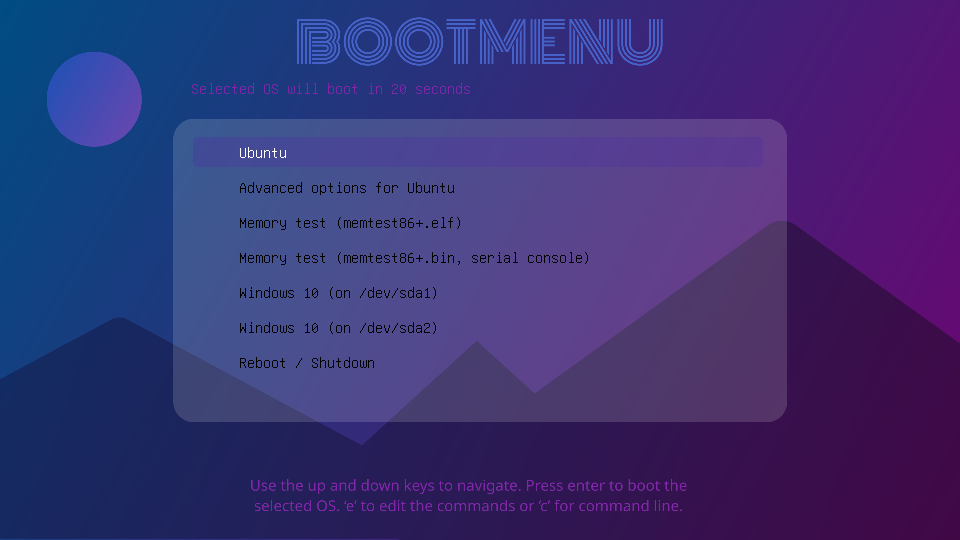 BOOTMENU
Selected OS will boot in 20 seconds
Ubuntu
Advanced options for Ubuntu
Memory test (memtest86+.elf)
Memory test (memtest86+.bin, serial console)
Windows 10 (on /dev/sda1)
Windows 10 (on /dev/sda2)
Reboot / Shutdown
Use the up and down keys to navigate. Press enter to boot the
selected OS. ‘e’ to edit the commands or ‘c’ for command line.